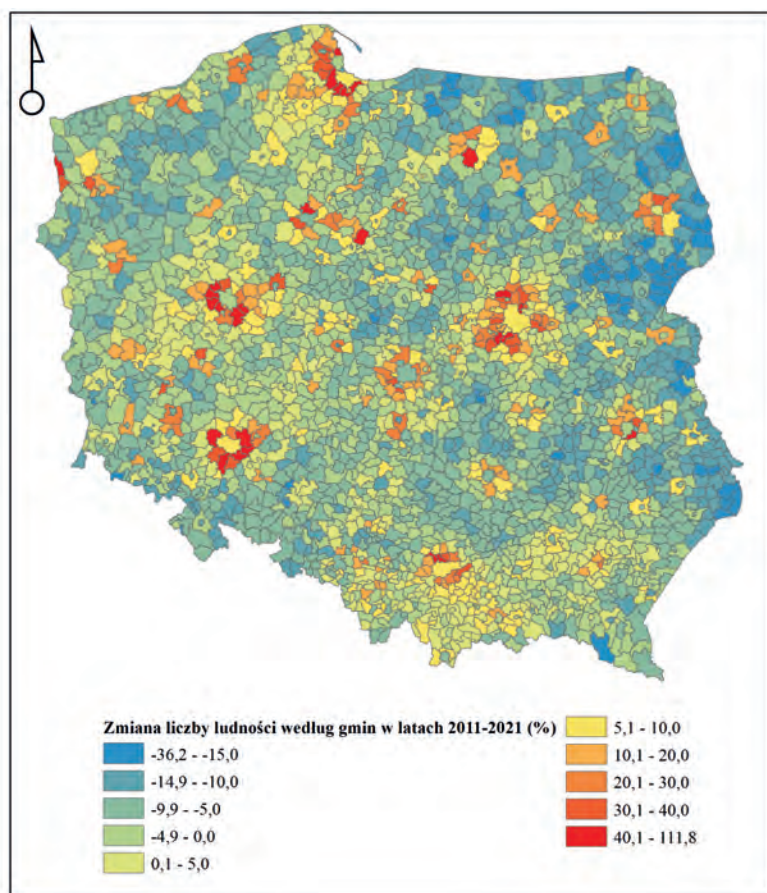 Zmiana liczby ludności według gmin w latach 2011-2021 (%)
-36,2 - -15,0
-14,9 - -10,0
-9,9 - -5,0
-4,9 - 0,0
0,1 - 5,0
5,1 - 10,0
10,1 - 20,0
20,1 - 30,0
30,1 - 40,0
40,1 - 111,8